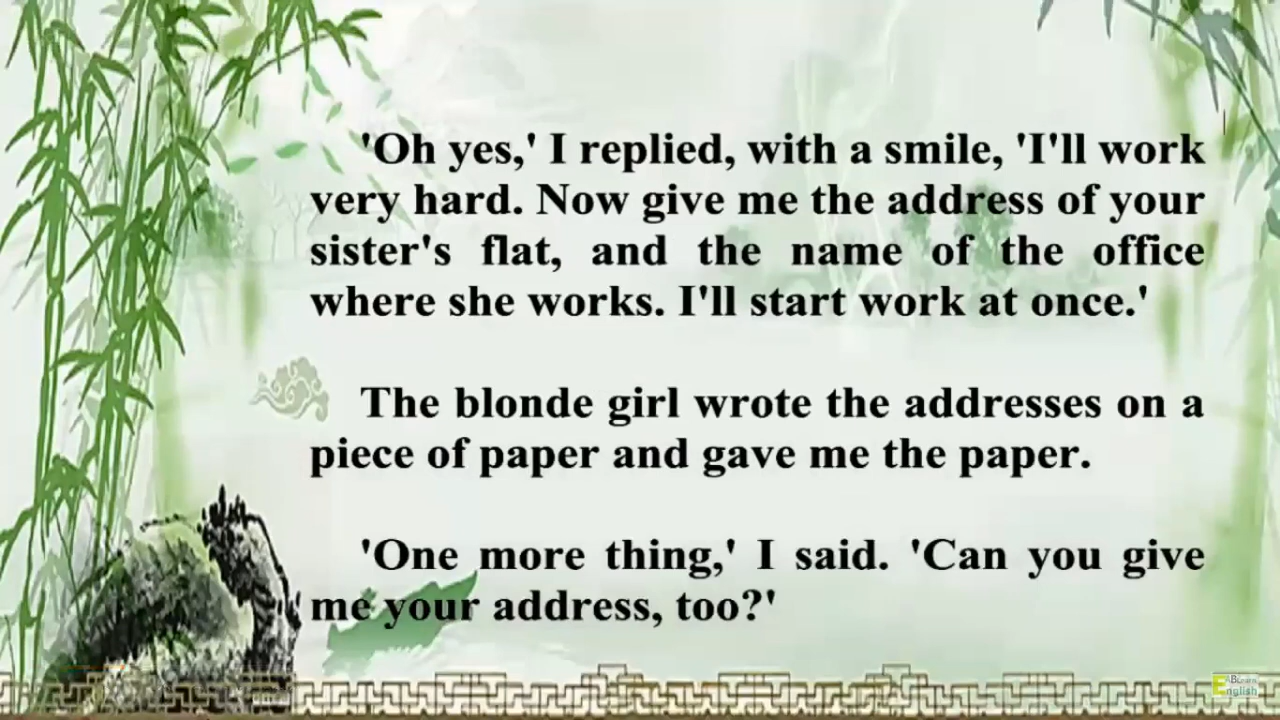 'Oh yes,' I replied, with a smile, 'I'll work
very hard. Now give me the address of your
sister's flat, and the name of the office
where she works. I'll start work at once.'
The blonde girl wrote the addresses on a
piece of paper and gave me the paper.
'One more thing,' I said. 'Can you give
me your address, too?'
English